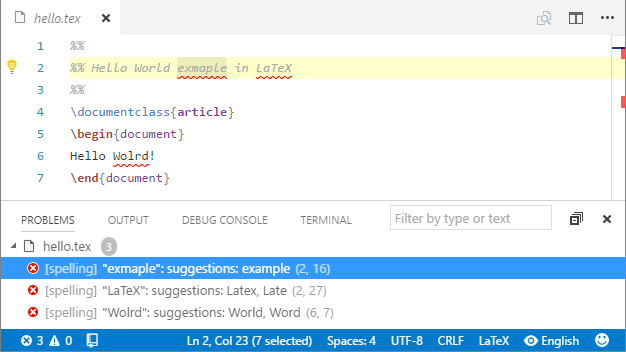 hello.tex
1 %%
2 %% Hello World exmaple in LaTeX
3 %%
4 \documentclass{article}
5 \begin{document}
6 Hello Wolrd!
7 \end{document}
PROBLEMS OUTPUT DEBUG CONSOLE TERMINAL Filter by type or text
hello.tex 3
[spelling] "exmaple": suggestions: example (2, 16)
[spelling] "LaTeX": suggestions: Latex, Late (2, 27)
[spelling] "Wolrd": suggestions: World, Word (6, 7)
3 0 Ln 2, Col 23 (7 selected) Spaces: 4 UTF-8 CRLF LaTeX English